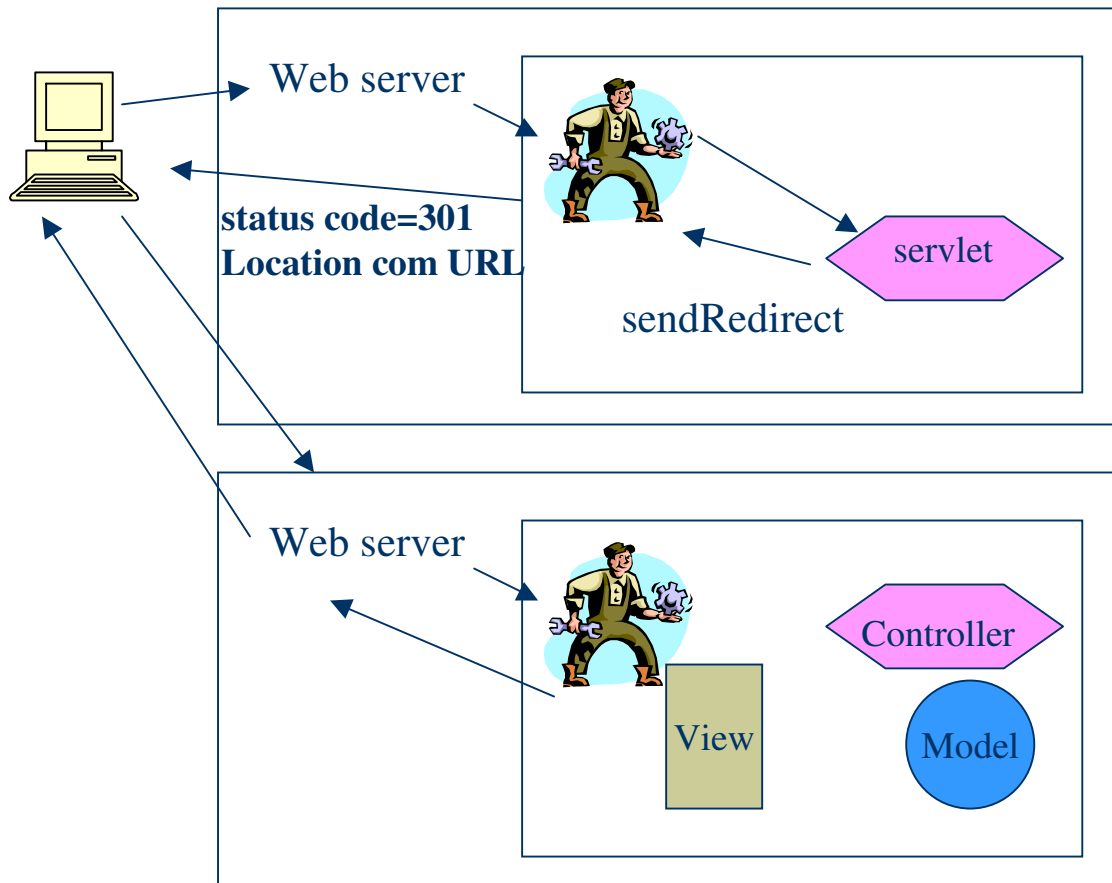 Web server
status code=301
Location com URL
servlet
sendRedirect
Web server
Controller
View
Model